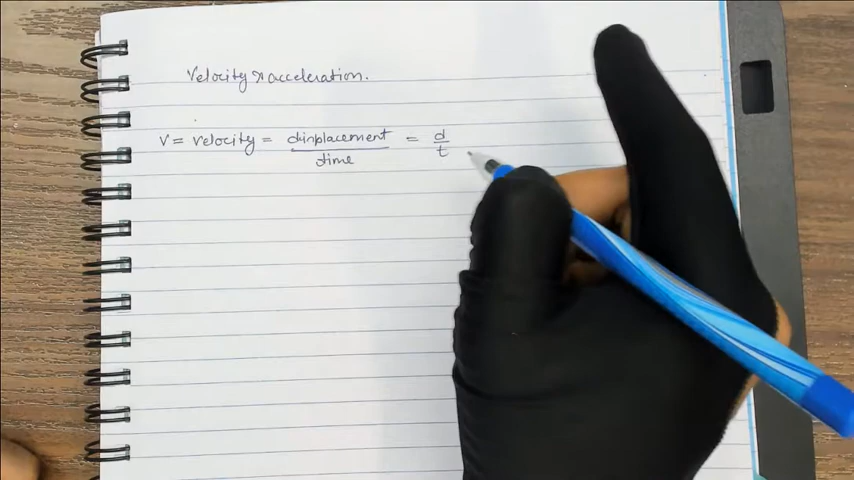 Velocity & acceleration.
V = velocity = displacement / time = d / t